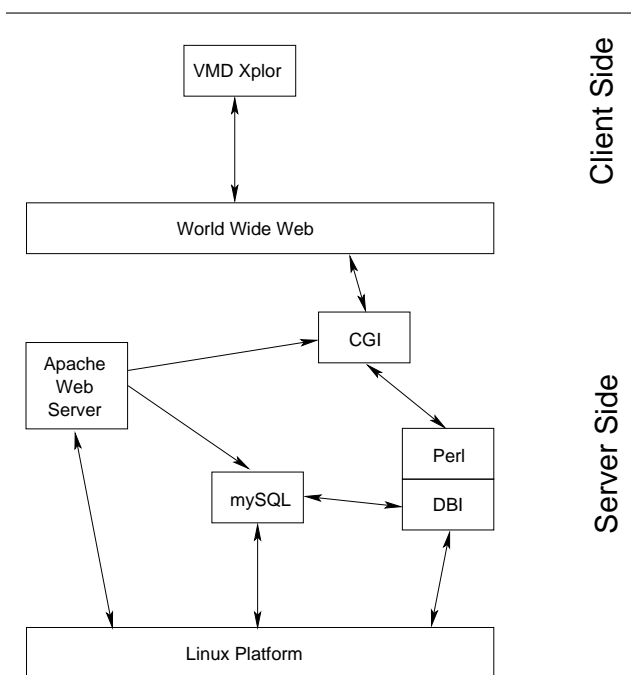 VMD Xplor
Client Side
World Wide Web
CGI
Apache
Web
Server
Perl
mySQL
DBI
Server Side
Linux Platform